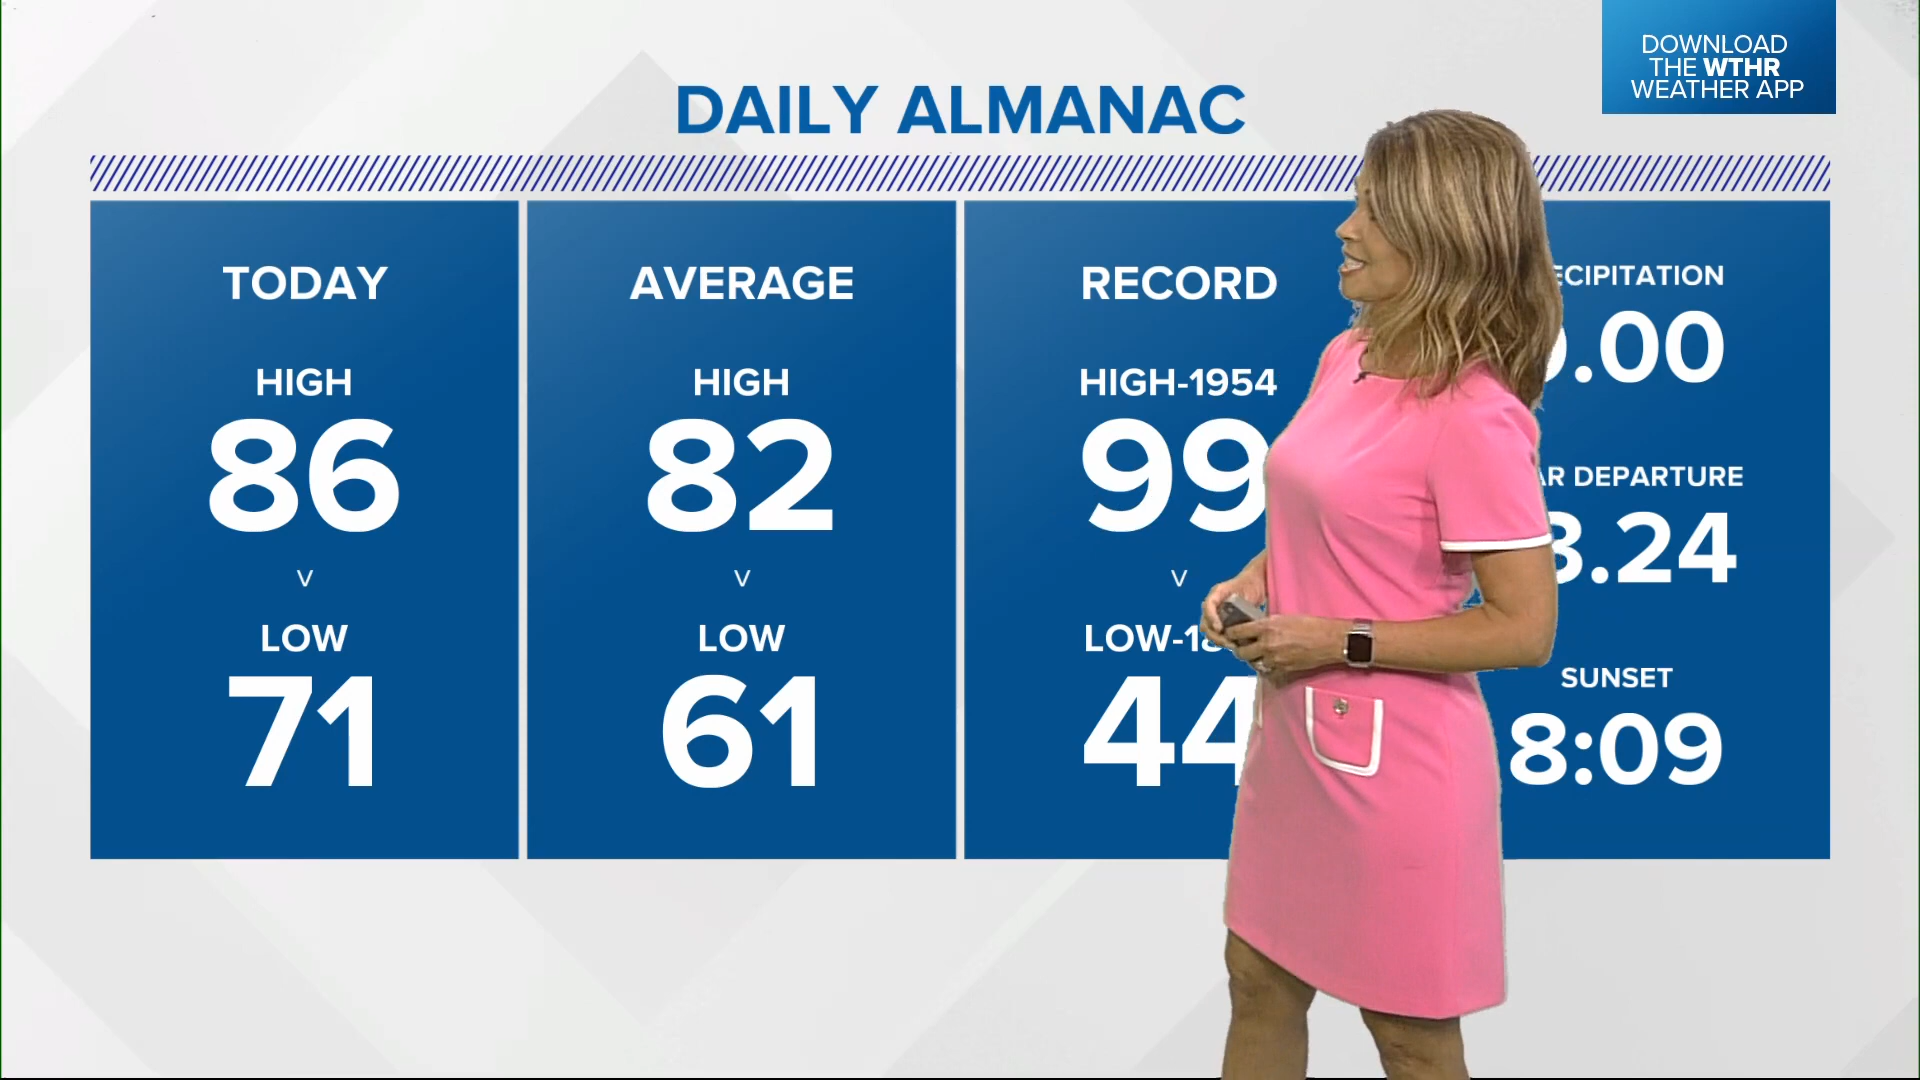 DOWNLOAD
THE WTHR
WEATHER APP
DAILY ALMANAC
TODAY
HIGH
86
V
LOW
71
AVERAGE
HIGH
82
V
LOW
61
RECORD
HIGH-1954
99
V
44
.00
DEPARTURE
.24
SUNSET
8:09